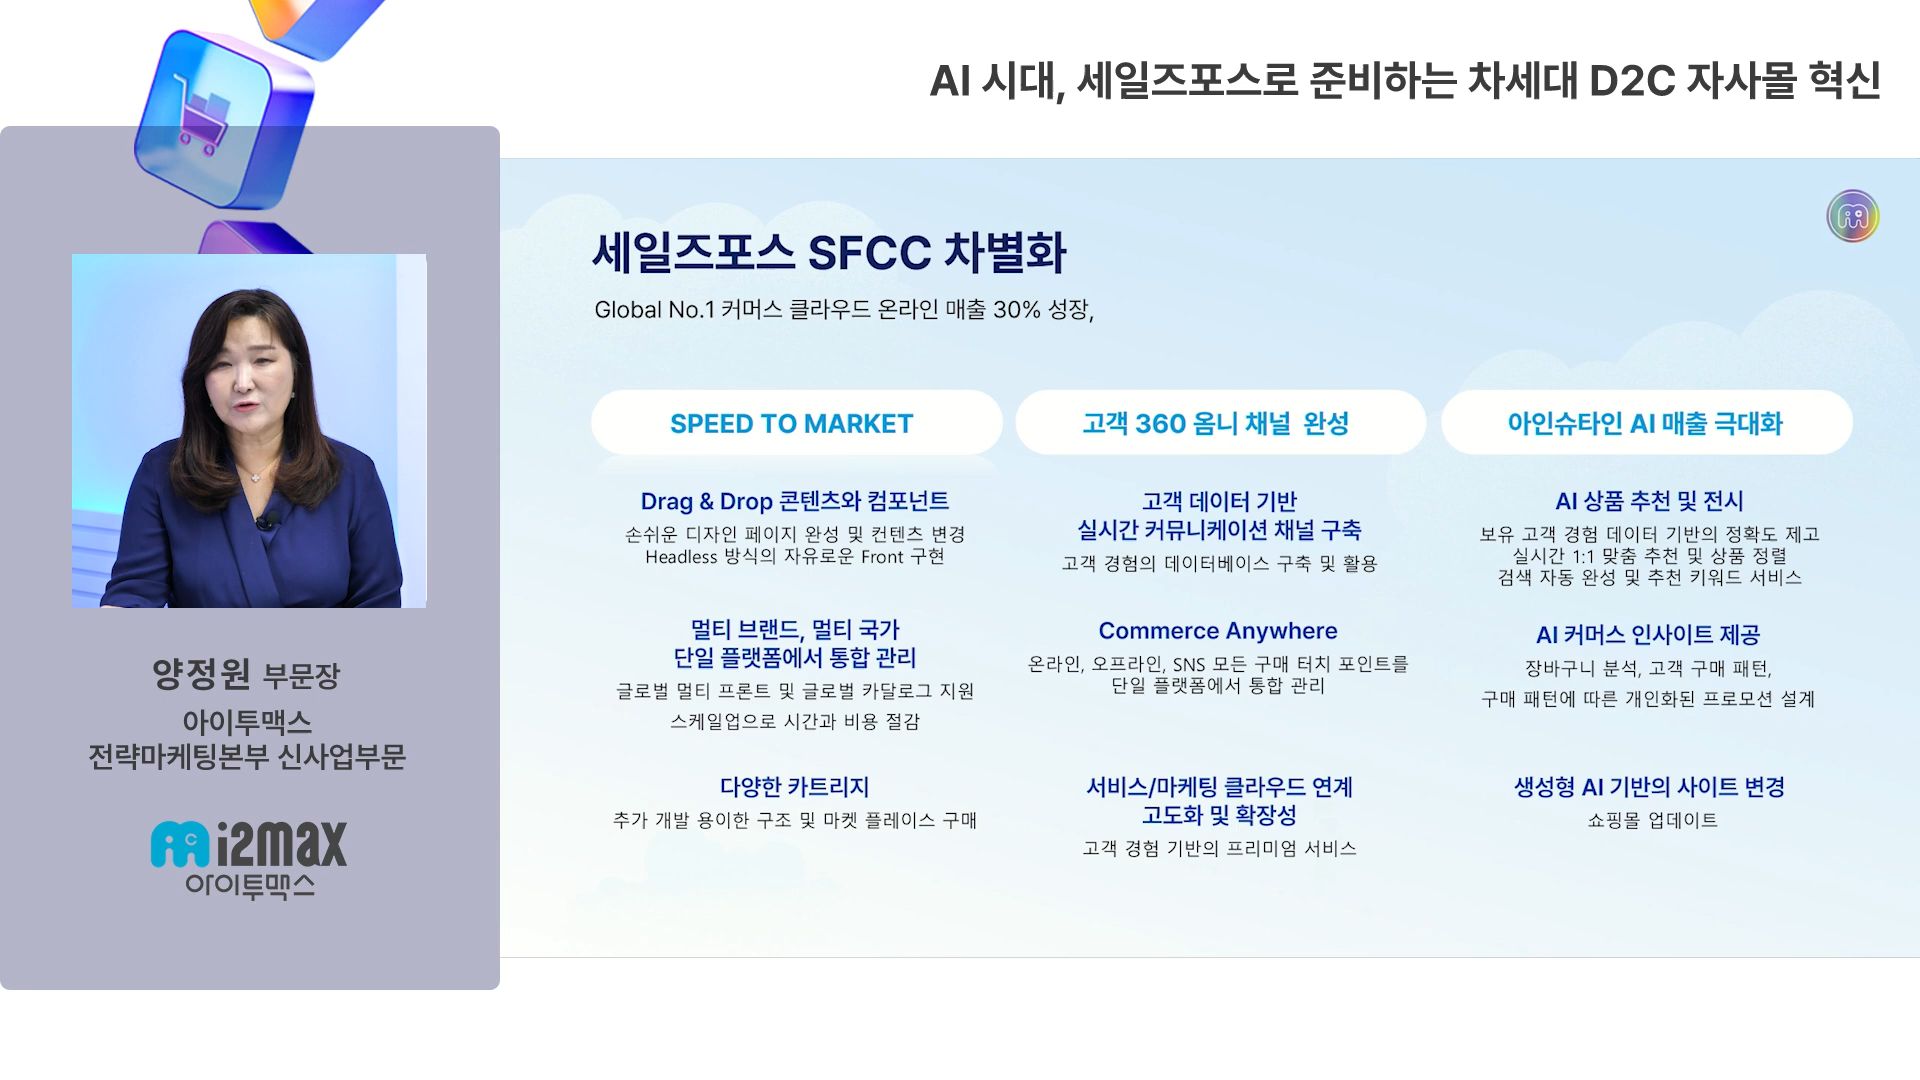 AI 시대, 세일즈포스로 준비하는 차세대 D2C 자사몰 혁신
양정원 부문장
아이투맥스
전략마케팅본부 신사업부문
i2max
아이투맥스
세일즈포스 SFCC 차별화
Global No.1 커머스 클라우드 온라인 매출 30% 성장,
SPEED TO MARKET
Drag & Drop 콘텐츠와 컴포넌트
손쉬운 디자인 페이지 완성 및 컨텐츠 변경
Headless 방식의 자유로운 Front 구현
멀티 브랜드, 멀티 국가
단일 플랫폼에서 통합 관리
글로벌 멀티 프론트 및 글로벌 카달로그 지원
스케일업으로 시간과 비용 절감
다양한 카트리지
추가 개발 용이한 구조 및 마켓 플레이스 구매
고객 360 옴니 채널 완성
고객 데이터 기반
실시간 커뮤니케이션 채널 구축
고객 경험의 데이터베이스 구축 및 활용
Commerce Anywhere
온라인, 오프라인, SNS 모든 구매 터치 포인트를
단일 플랫폼에서 통합 관리
서비스/마케팅 클라우드 연계
고도화 및 확장성
고객 경험 기반의 프리미엄 서비스
아인슈타인 AI 매출 극대화
AI 상품 추천 및 전시
보유 고객 경험 데이터 기반의 정확도 제고
실시간 1:1 맞춤 추천 및 상품 정렬
검색 자동 완성 및 추천 키워드 서비스
AI 커머스 인사이트 제공
장바구니 분석, 고객 구매 패턴,
구매 패턴에 따른 개인화된 프로모션 설계
생성형 AI 기반의 사이트 변경
쇼핑몰 업데이트